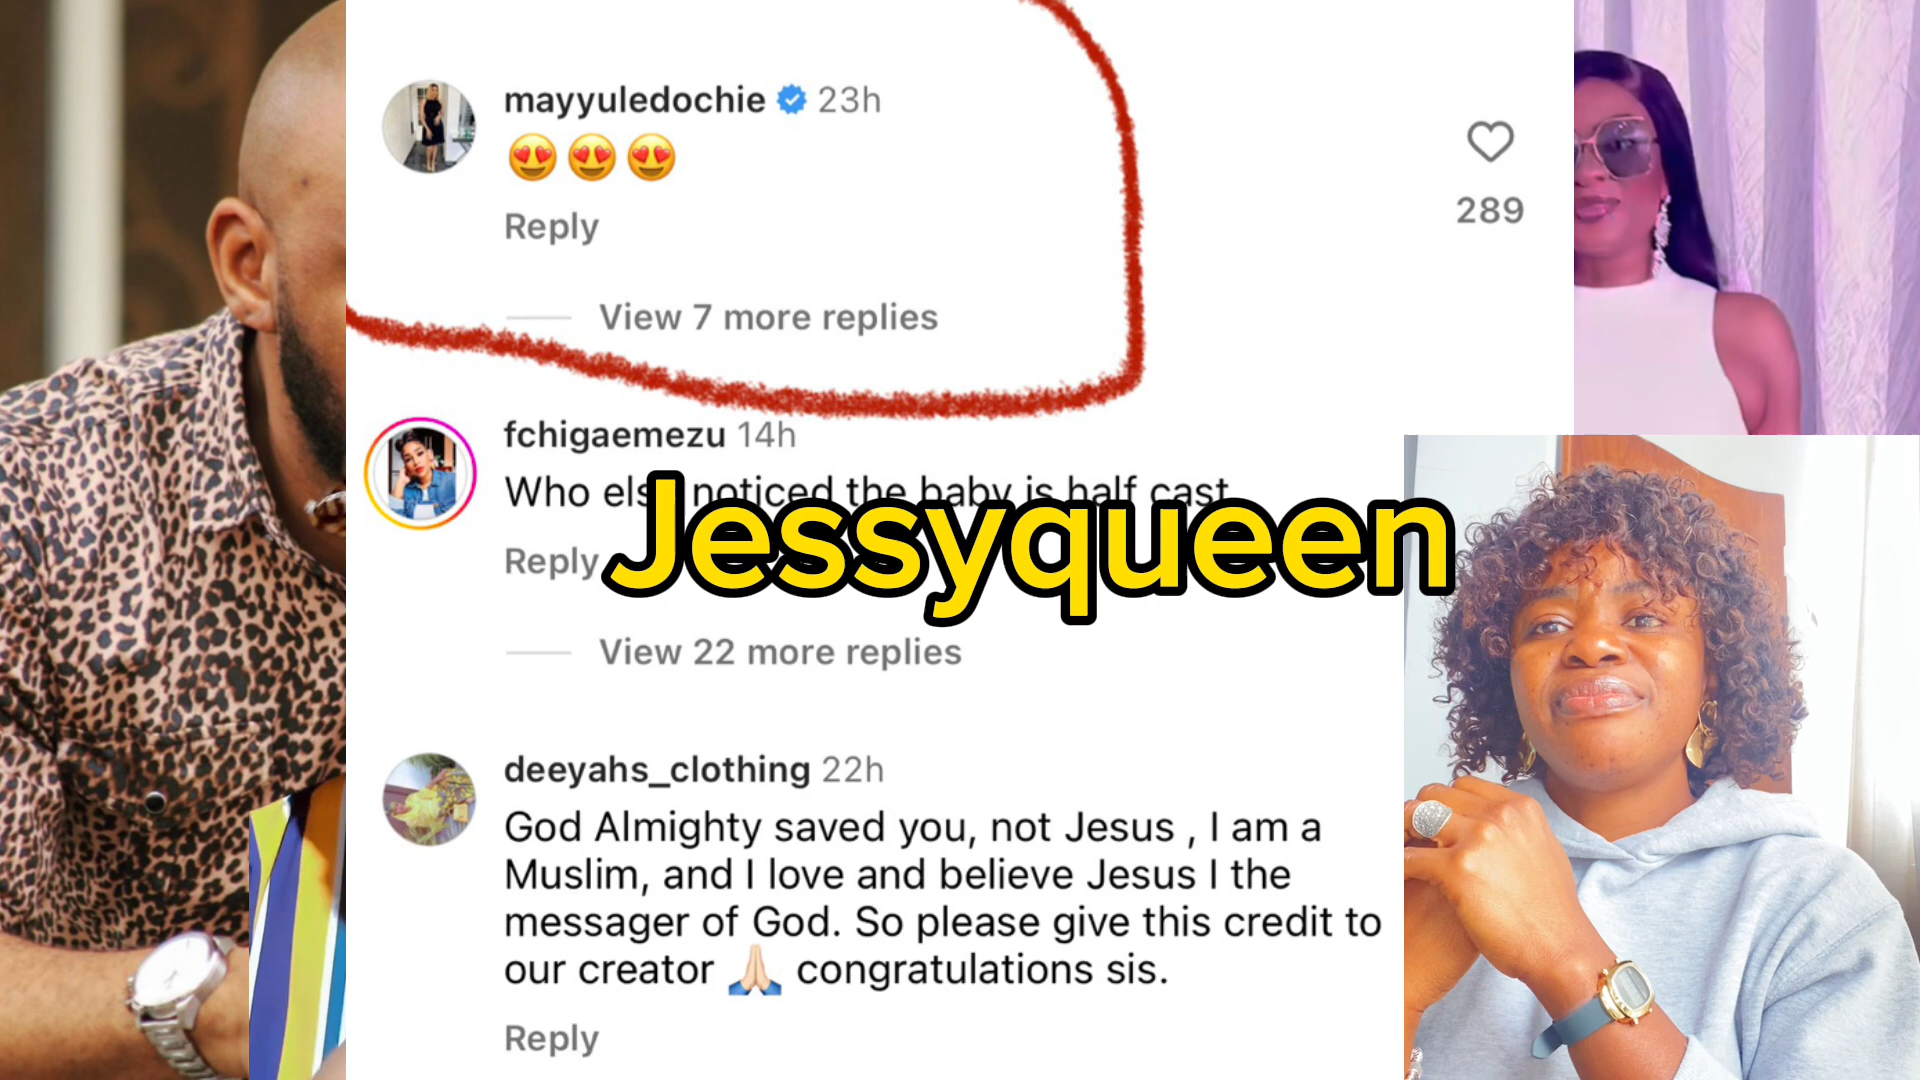 mayyuledochie 23h
😍😍😍
Reply
289
View 7 more replies
fchigaemezu 14h
Who else noticed the baby is half cast
Jessyqueen
Reply
View 22 more replies
deeyahs_clothing 22h
God Almighty saved you, not Jesus , I am a
Muslim, and I love and believe Jesus I the
messager of God. So please give this credit to
our creator 🙏🏻 congratulations sis.
Reply